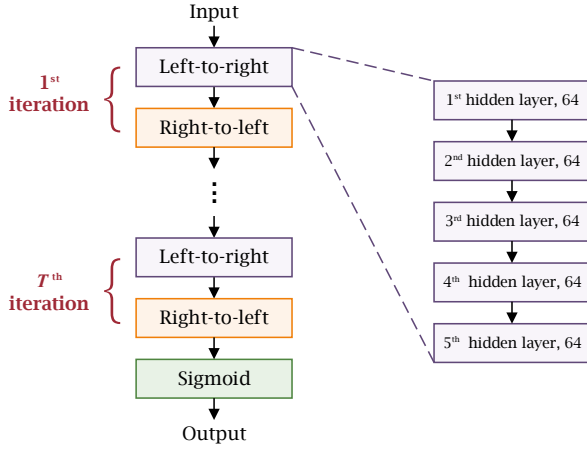 Input
1st iteration
Left-to-right
Right-to-left
⋮
Tth iteration
Left-to-right
Right-to-left
Sigmoid
Output
1st hidden layer, 64
2nd hidden layer, 64
3rd hidden layer, 64
4th hidden layer, 64
5th hidden layer, 64